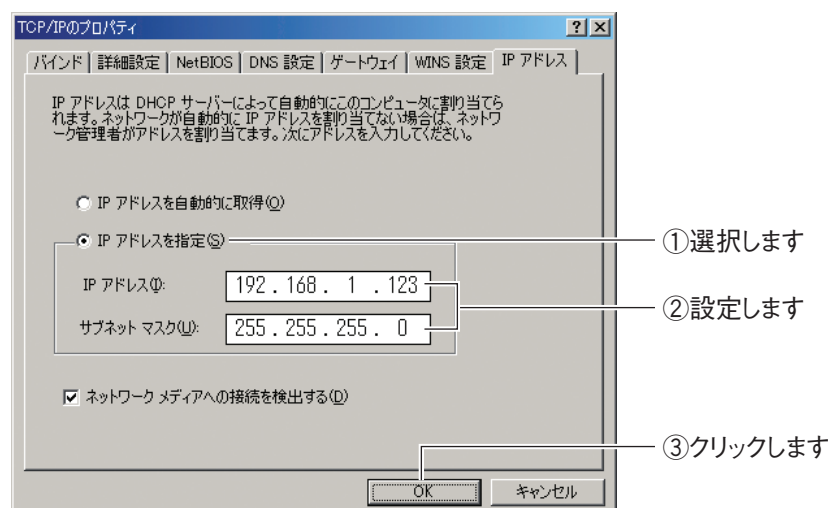 TCP/IPのプロパティ
バインド 詳細設定 NetBIOS DNS 設定 ゲートウェイ WINS 設定 IP アドレス
IP アドレスは DHCP サーバーによって自動的にこのコンピュータに割り当てら
れます。ネットワークが自動的に IP アドレスを割り当てない場合は、ネットワ
ーク管理者がアドレスを割り当てます。次にアドレスを入力してください。
IP アドレスを自動的に取得(O)
IP アドレスを指定(S)
①選択します
IP アドレス(I):
192 . 168 . 1 . 123
サブネット マスク(U):
255 . 255 . 255 . 0
②設定します
ネットワーク メディアへの接続を検出する(D)
③クリックします
OK
キャンセル